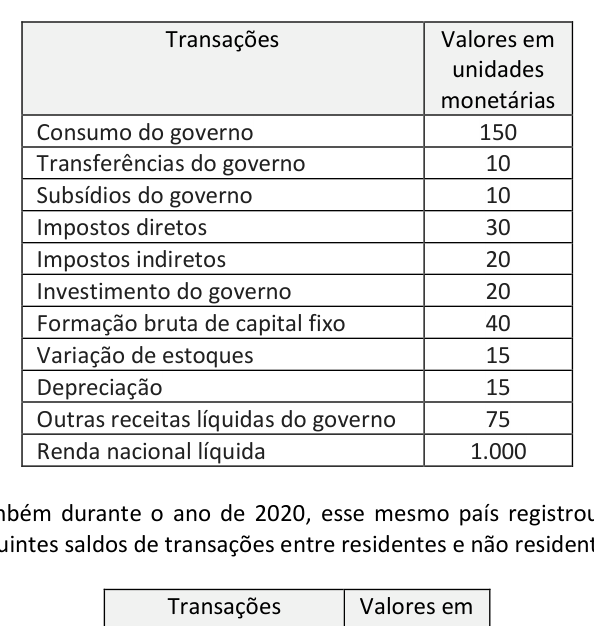 Transações Valores em
unidades
monetárias
Consumo do governo 150
Transferências do governo 10
Subsídios do governo 10
Impostos diretos 30
Impostos indiretos 20
Investimento do governo 20
Formação bruta de capital fixo 40
Variação de estoques 15
Depreciação 15
Outras receitas líquidas do governo 75
Renda nacional líquida 1.000
durante o ano de 2020, esse mesmo país registrou
saldos de transações entre residentes e não
Transações Valores em